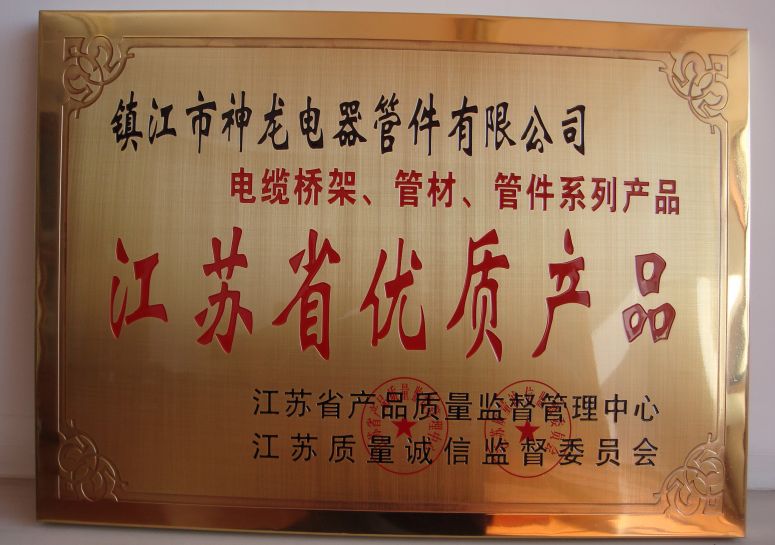 镇江市神龙电器管件有限公司
电缆桥架、管材、管件系列产品
江苏省优质产品
江苏省产品质量监督管理中心
江苏质量诚信监督委员会